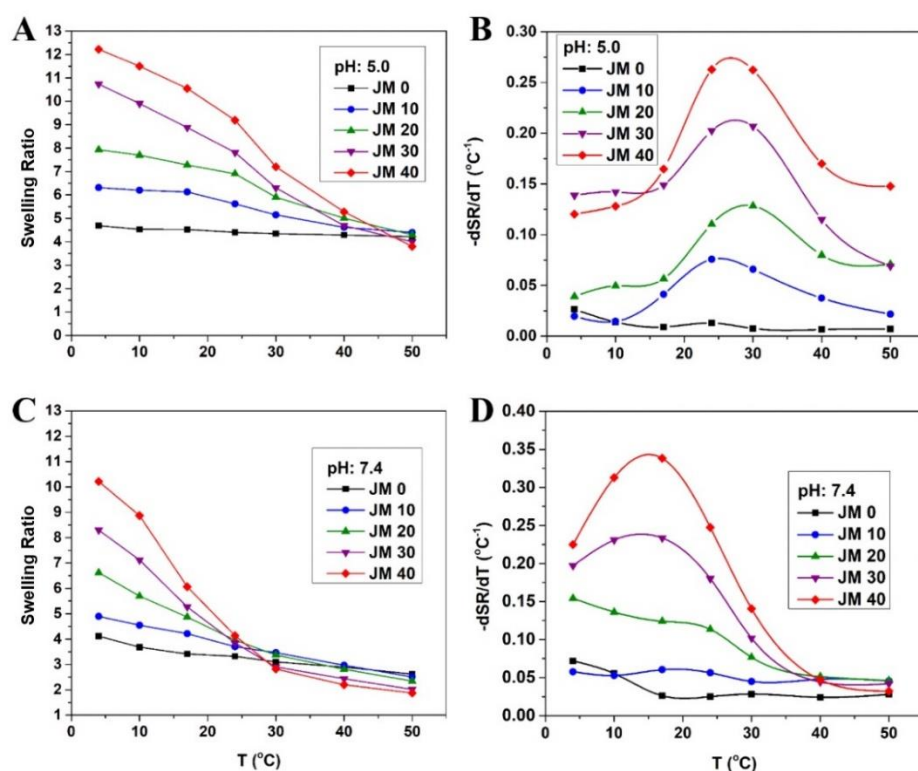 A
Swelling Ratio
13
12
11
10
9
8
7
6
5
4
3
2
1
0
0 10 20 30 40 50
T (°C)
pH: 5.0
JM 0
JM 10
JM 20
JM 30
JM 40
B
-dSR/dT (°C⁻¹)
0.30
0.25
0.20
0.15
0.10
0.05
0.00
0 10 20 30 40 50
T (°C)
pH: 5.0
JM 0
JM 10
JM 20
JM 30
JM 40
C
Swelling Ratio
13
12
11
10
9
8
7
6
5
4
3
2
1
0 10 20 30 40 50
T (°C)
pH: 7.4
JM 0
JM 10
JM 20
JM 30
JM 40
D
-dSR/dT (°C⁻¹)
0.40
0.35
0.30
0.25
0.20
0.15
0.10
0.05
0.00
0 10 20 30 40 50
T (°C)
pH: 7.4
JM 0
JM 10
JM 20
JM 30
JM 40